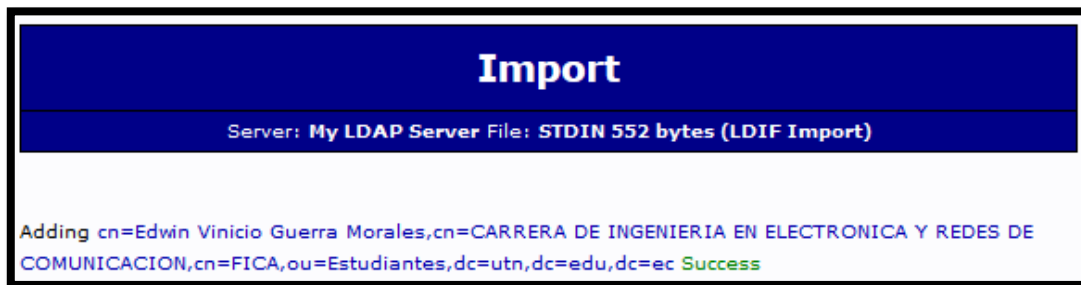 Import
Server: My LDAP Server File: STDIN 552 bytes (LDIF Import)
Adding cn=Edwin Vinicio Guerra Morales,cn=CARRERA DE INGENIERIA EN ELECTRONICA Y REDES DE
COMUNICACION,cn=FICA,ou=Estudiantes,dc=utn,dc=edu,dc=ec Success